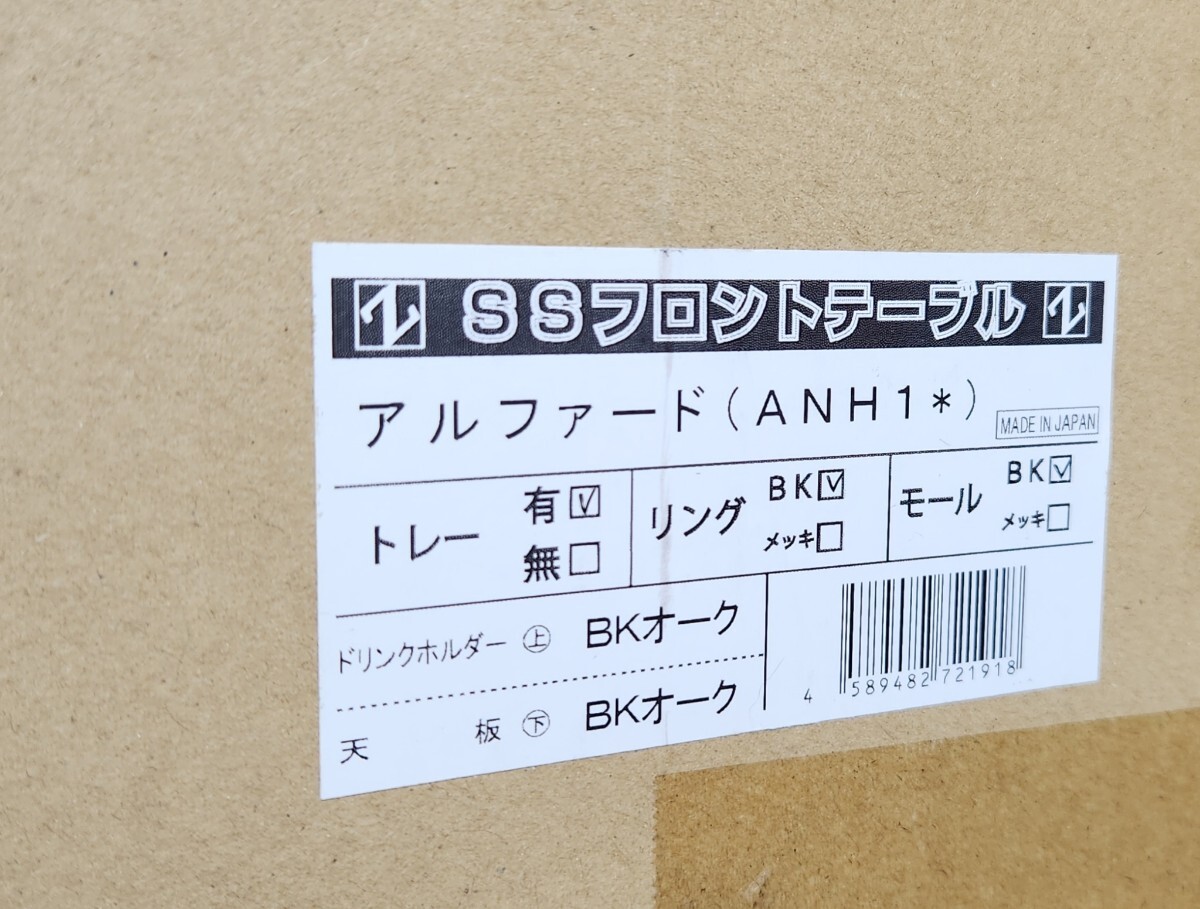 SSフロントテーブル
アルファード(ANH1*)
MADE IN JAPAN
トレー 有☑ 無☐
リング BK☑ メッキ☐
モール BK☑ メッキ☐
ドリンクホルダー ㊤ BKオーク
天板 ㊦ BKオーク
4 589482 721918